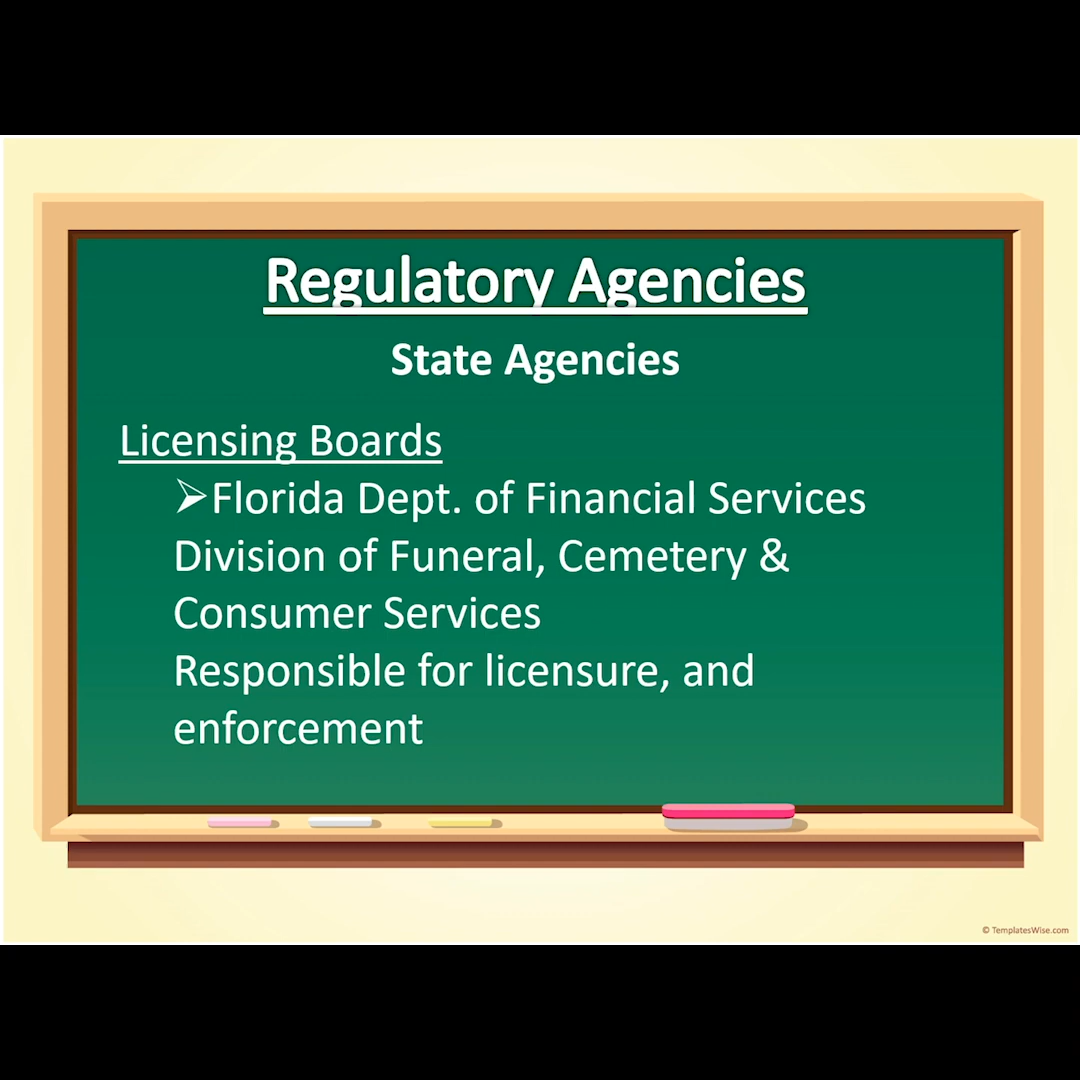 Regulatory Agencies
State Agencies
Licensing Boards
➢Florida Dept. of Financial Services
Division of Funeral, Cemetery &
Consumer Services
Responsible for licensure, and
enforcement
© TemplatesWise.com